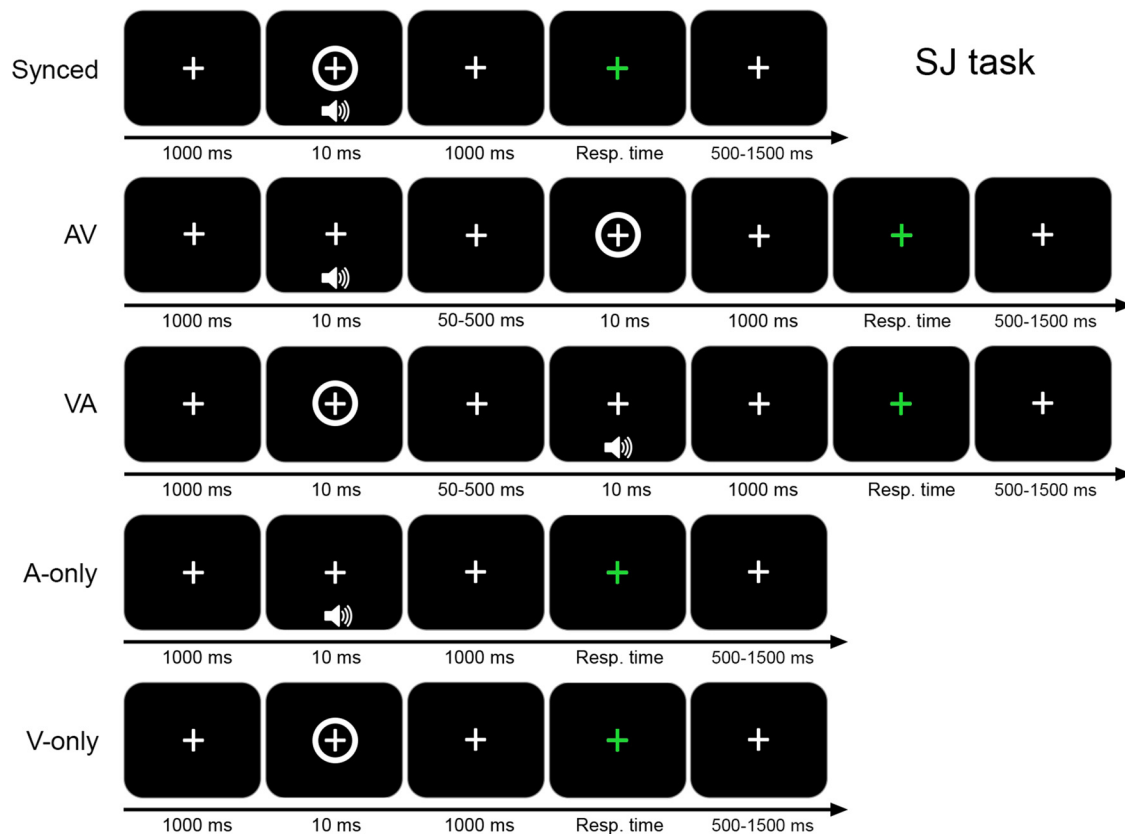 SJ task
Synced
1000 ms 10 ms 1000 ms Resp. time 500-1500 ms
AV
1000 ms 10 ms 50-500 ms 10 ms 1000 ms Resp. time 500-1500 ms
VA
1000 ms 10 ms 50-500 ms 10 ms 1000 ms Resp. time 500-1500 ms
A-only
1000 ms 10 ms 1000 ms Resp. time 500-1500 ms
V-only
1000 ms 10 ms 1000 ms Resp. time 500-1500 ms